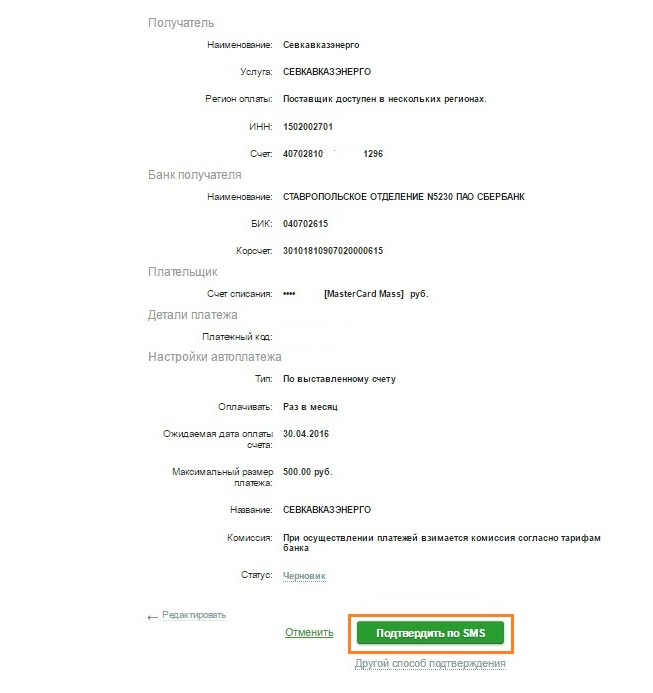 Получатель
Наименование: Севкавказэнерго
Услуга: СЕВКАВКАЗЭНЕРГО
Регион оплаты: Поставщик доступен в нескольких регионах.
ИНН: 1502002701
Счет: 40702810 1296
Банк получателя
Наименование: СТАВРОПОЛЬСКОЕ ОТДЕЛЕНИЕ N5230 ПАО СБЕРБАНК
БИК: 040702615
Корсчет: 30101810907020000615
Плательщик
Счет списания: •••• [MasterCard Mass] руб.
Детали платежа
Платежный код:
Настройки автоплатежа
Тип: По выставленному счету
Оплачивать: Раз в месяц
Ожидаемая дата оплаты 30.04.2016
счета:
Максимальный размер 500.00 руб.
платежа:
Название: СЕВКАВКАЗЭНЕРГО
Комиссия: При осуществлении платежей взимается комиссия согласно тарифам
банка
Статус: Черновик
← Редактировать
Отменить Подтвердить по SMS
Другой способ подтверждения